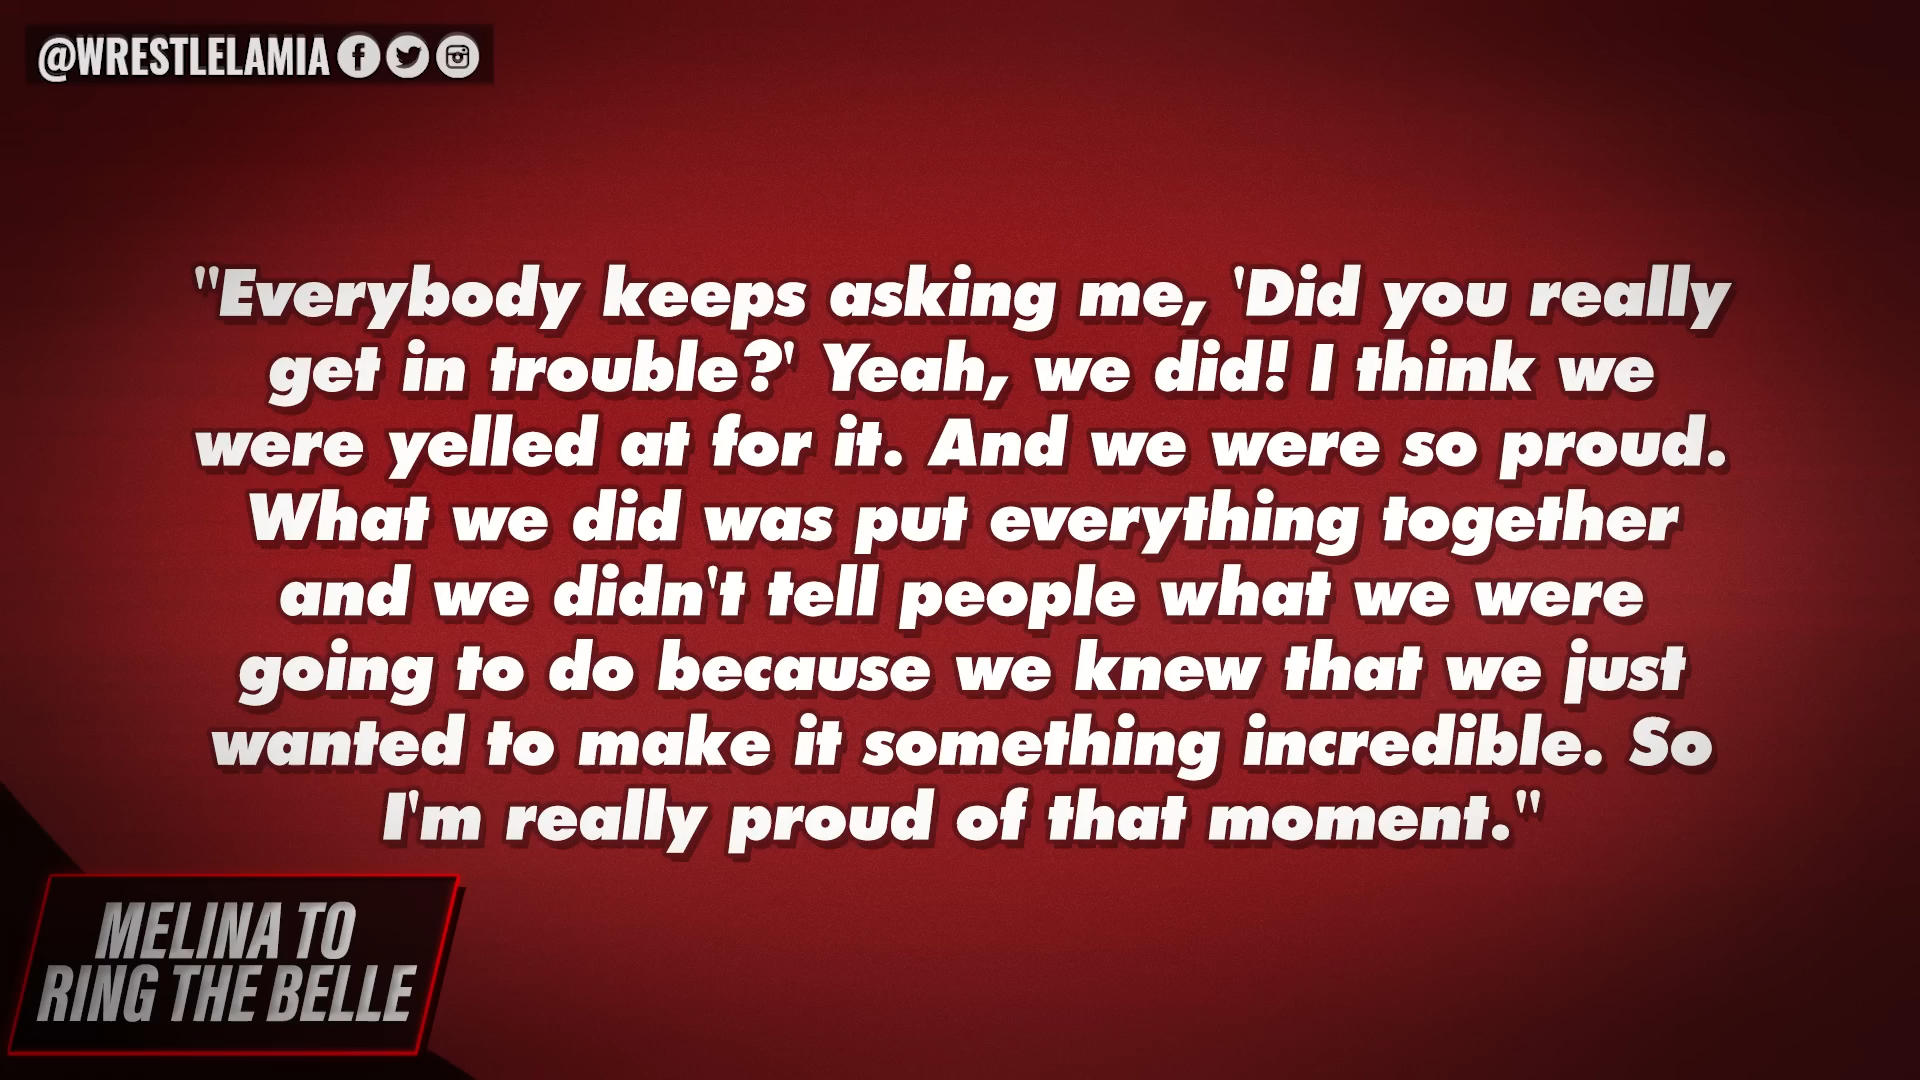 @WRESTLELAMIA
"Everybody keeps asking me, 'Did you really
get in trouble?' Yeah, we did! I think we
were yelled at for it. And we were so proud.
What we did was put everything together
and we didn't tell people what we were
going to do because we knew that we just
wanted to make it something incredible. So
I'm really proud of that moment."
MELINA TO
RING THE BELLE